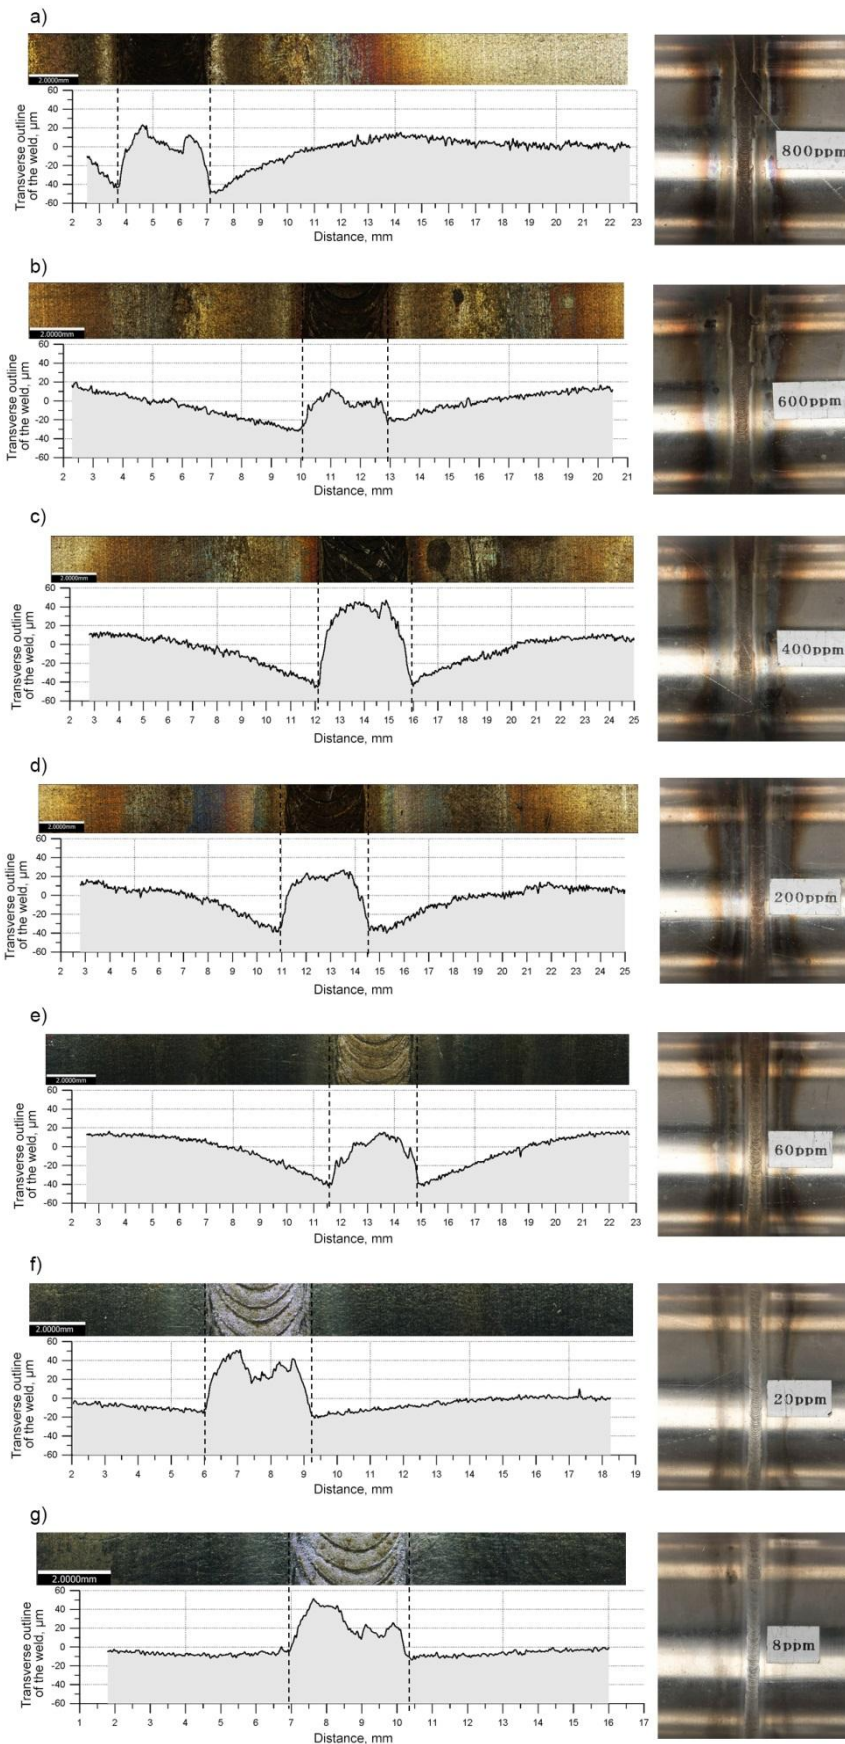 a)
2.0000mm
Transverse outline
of the weld, µm
60
40
20
0
-20
-40
-60
2 3 4 5 6 7 8 9 10 11 12 13 14 15 16 17 18 19 20 21 22 23
Distance, mm
800ppm
b)
2.0000mm
Transverse outline
of the weld, µm
60
40
20
0
-20
-40
-60
2 3 4 5 6 7 8 9 10 11 12 13 14 15 16 17 18 19 20 21
Distance, mm
600ppm
c)
2.0000mm
Transverse outline
of the weld, µm
60
40
20
0
-20
-40
-60
2 3 4 5 6 7 8 9 10 11 12 13 14 15 16 17 18 19 20 21 22 23 24 25
Distance, mm
400ppm
d)
2.0000mm
Transverse outline
of the weld, µm
60
40
20
0
-20
-40
-60
2 3 4 5 6 7 8 9 10 11 12 13 14 15 16 17 18 19 20 21 22 23 24 25
Distance, mm
200ppm
e)
2.0000mm
Transverse outline
of the weld, µm
60
40
20
0
-20
-40
-60
2 3 4 5 6 7 8 9 10 11 12 13 14 15 16 17 18 19 20 21 22 23
Distance, mm
60ppm
f)
2.0000mm
Transverse outline
of the weld, µm
60
40
20
0
-20
-40
-60
2 3 4 5 6 7 8 9 10 11 12 13 14 15 16 17 18 19
Distance, mm
20ppm
g)
2.0000mm
Transverse outline
of the weld, µm
60
40
20
0
-20
-40
-60
1 2 3 4 5 6 7 8 9 10 11 12 13 14 15 16 17
Distance, mm
8ppm